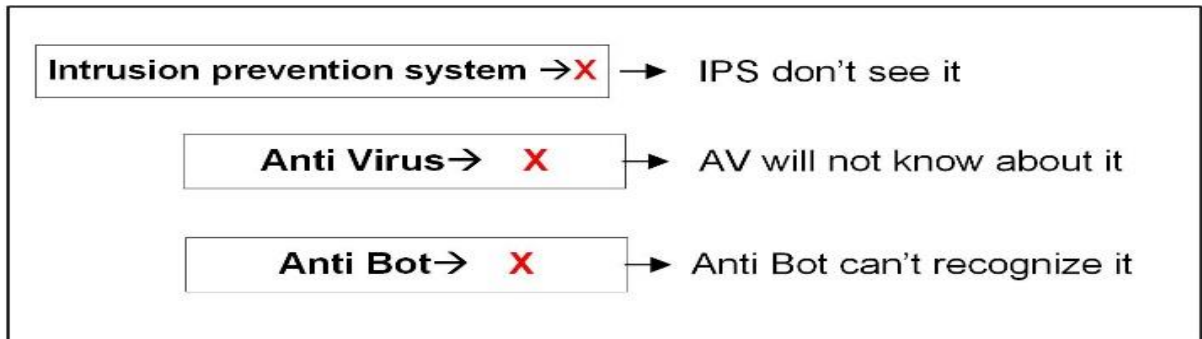 Intrusion prevention system →X → IPS don't see it
Anti Virus→ X → AV will not know about it
Anti Bot→ X → Anti Bot can't recognize it